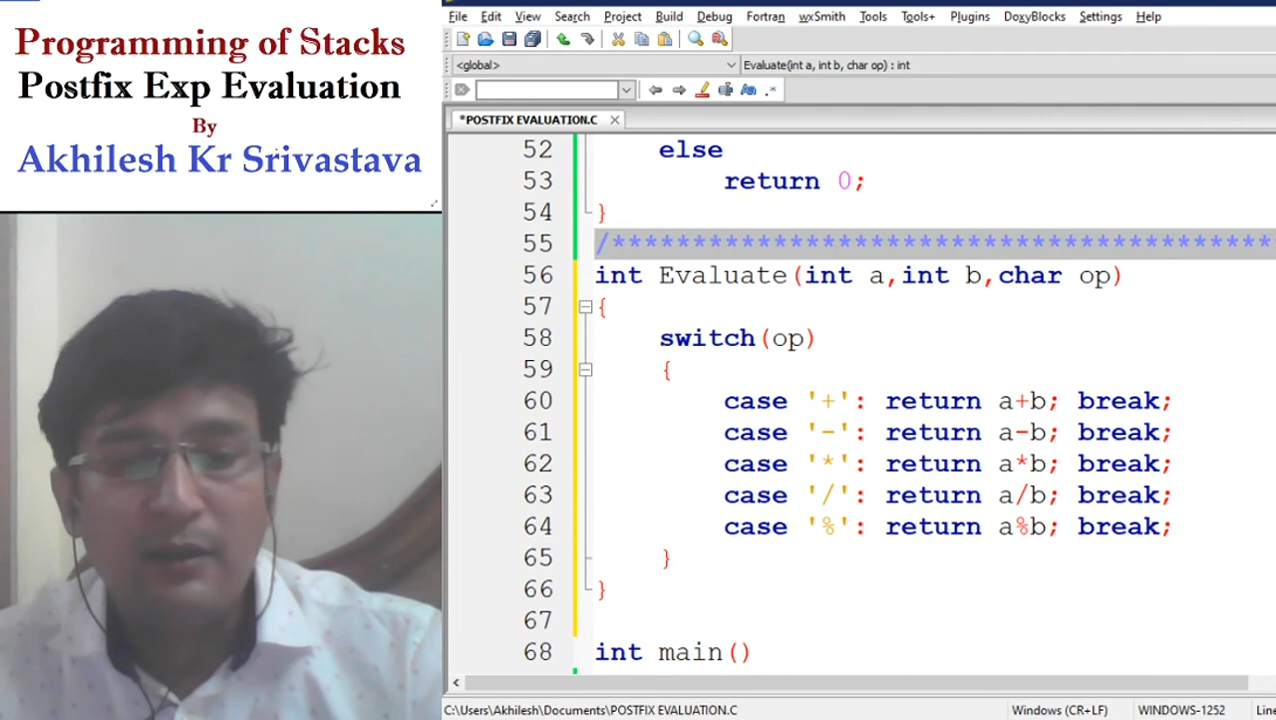 Programming of Stacks
Postfix Exp Evaluation
By
Akhilesh Kr Srivastava
File Edit View Search Project Build Debug Fortran wxSmith Tools Tools+ Plugins DoxyBlocks Settings Help
<global> Evaluate(int a, int b, char op) : int
*POSTFIX EVALUATION.C
52 else
53 return 0;
54 }
55 /*****************************************
56 int Evaluate(int a,int b,char op)
57 {
58 switch(op)
59 {
60 case '+': return a+b; break;
61 case '-': return a-b; break;
62 case '*': return a*b; break;
63 case '/': return a/b; break;
64 case '%': return a%b; break;
65 }
66 }
67
68 int main()
C:\Users\Akhilesh\Documents\POSTFIX EVALUATION.C Windows (CR+LF) WINDOWS-1252 Line